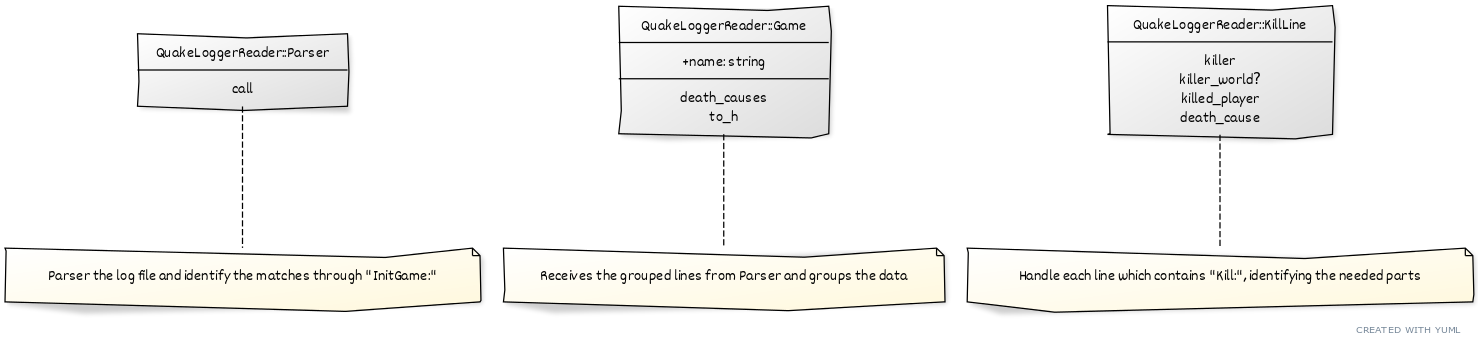 QuakeLoggerReader::Parser
call
Parser the log file and identify the matches through "InitGame:"
QuakeLoggerReader::Game
+name: string
death_causes
to_h
Receives the grouped lines from Parser and groups the data
QuakeLoggerReader::KillLine
killer
killer_world?
killed_player
death_cause
Handle each line which contains "Kill:", identifying the needed parts
CREATED WITH YUML